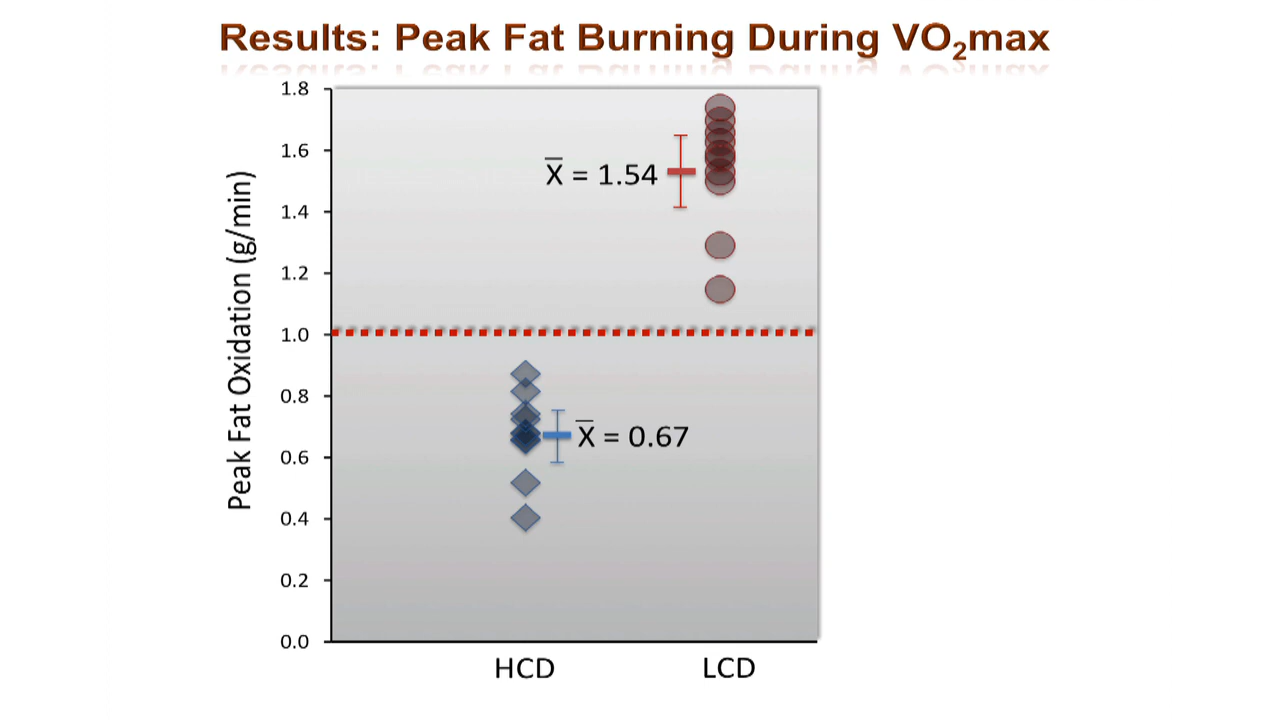 Results: Peak Fat Burning During VO₂max
Peak Fat Oxidation (g/min)
1.8
1.6
1.4
1.2
1.0
0.8
0.6
0.4
0.2
0.0
X̅ = 1.54
X̅ = 0.67
HCD
LCD